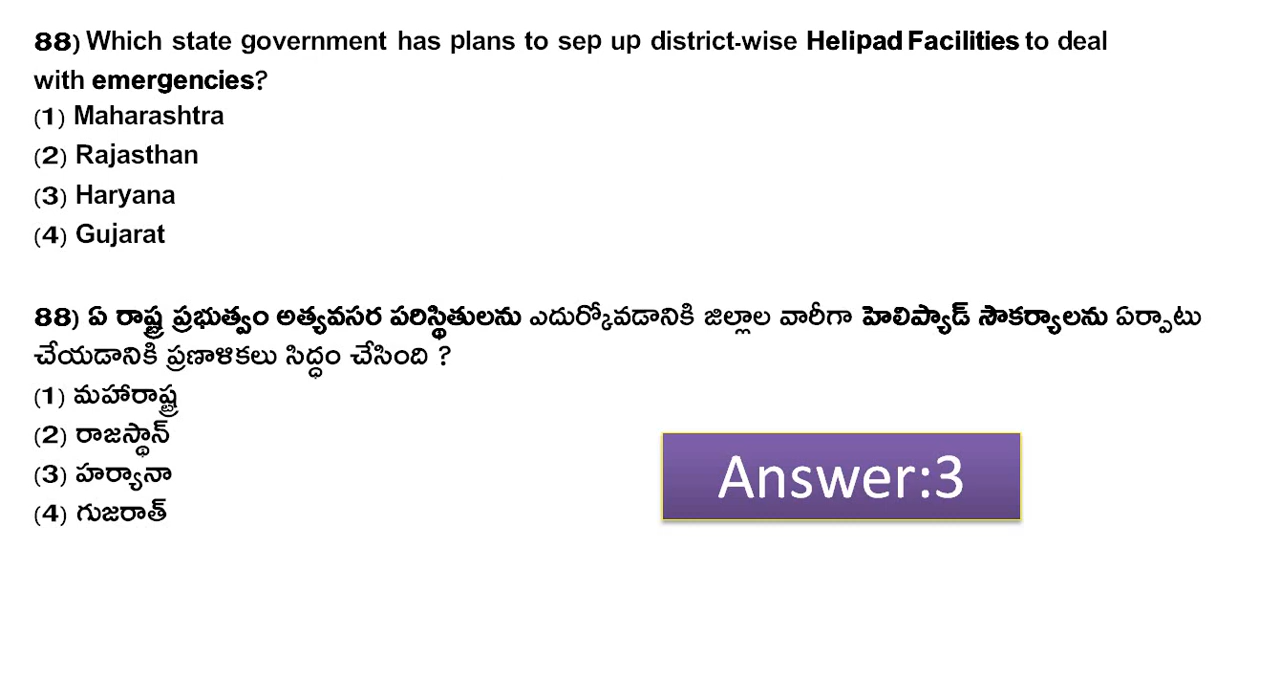 88) Which state government has plans to sep up district-wise Helipad Facilities to deal
with emergencies?
(1) Maharashtra
(2) Rajasthan
(3) Haryana
(4) Gujarat
88) ఏ రాష్ట్ర ప్రభుత్వం అత్యవసర పరిస్థితులను ఎదుర్కోవడానికి జిల్లాల వారీగా హెలిప్యాడ్ సౌకర్యాలను ఏర్పాటు
చేయడానికి ప్రణాళికలు సిద్ధం చేసింది ?
(1) మహారాష్ట్ర
(2) రాజస్థాన్
(3) హర్యానా
(4) గుజరాత్
Answer:3